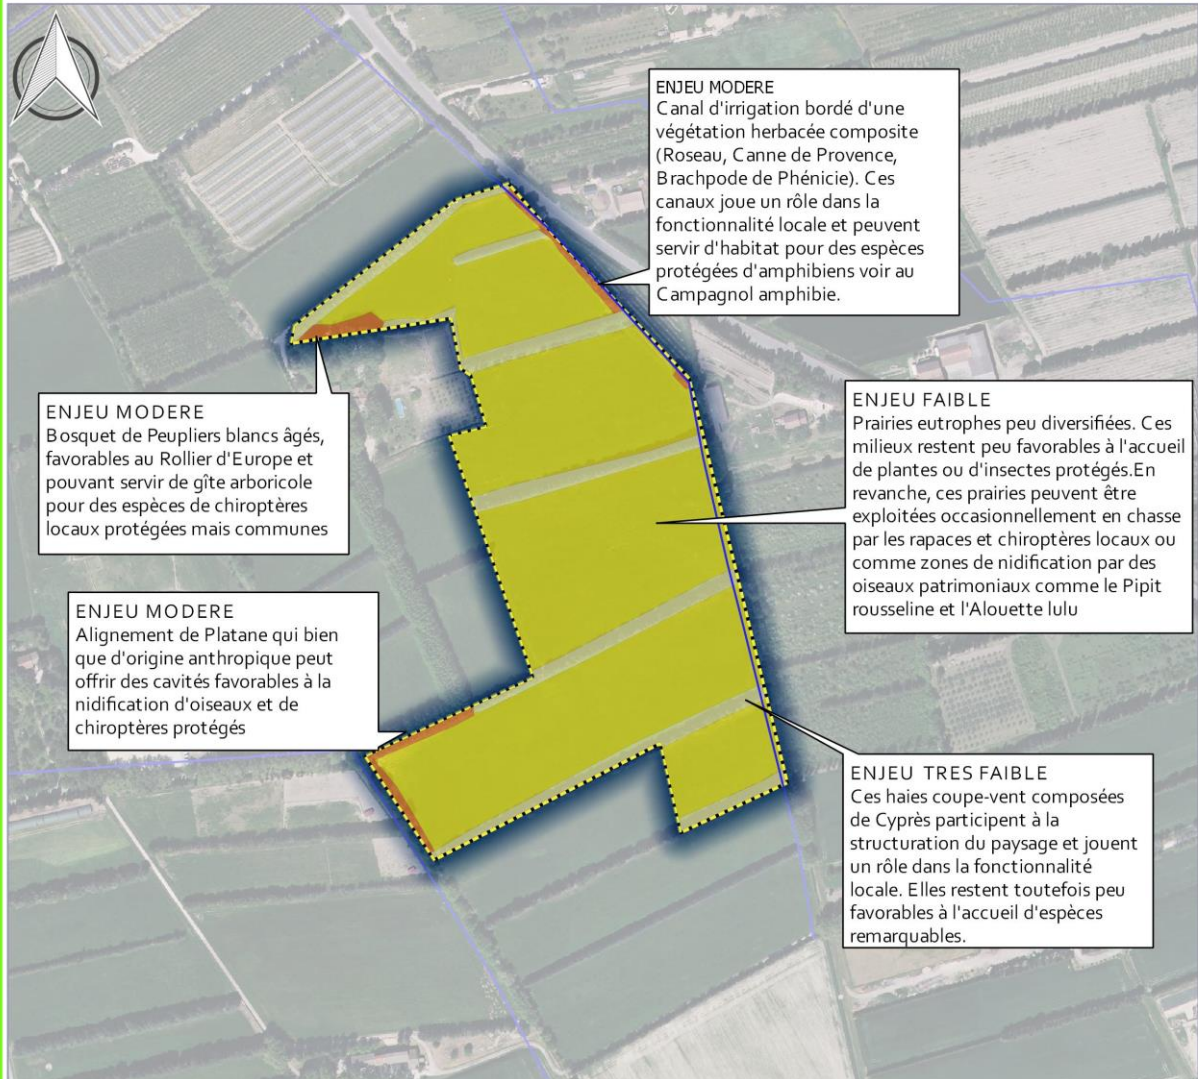 ENJEU MODERE
Canal d'irrigation bordé d'une
végétation herbacée composite
(Roseau, Canne de Provence,
Brachpode de Phénicie). Ces
canaux joue un rôle dans la
fonctionnalité locale et peuvent
servir d'habitat pour des espèces
protégées d'amphibiens voir au
Campagnol amphibie.
ENJEU MODERE
Bosquet de Peupliers blancs âgés,
favorables au Rollier d'Europe et
pouvant servir de gîte arboricole
pour des espèces de chiroptères
locaux protégées mais communes
ENJEU FAIBLE
Prairies eutrophes peu diversifiées. Ces
milieux restent peu favorables à l'accueil
de plantes ou d'insectes protégés.En
revanche, ces prairies peuvent être
exploitées occasionnellement en chasse
par les rapaces et chiroptères locaux ou
comme zones de nidification par des
oiseaux patrimoniaux comme le Pipit
rousseline et l'Alouette lulu
ENJEU MODERE
Alignement de Platane qui bien
que d'origine anthropique peut
offrir des cavités favorables à la
nidification d'oiseaux et de
chiroptères protégés
ENJEU TRES FAIBLE
Ces haies coupe-vent composées
de Cyprès participent à la
structuration du paysage et jouent
un rôle dans la fonctionnalité
locale. Elles restent toutefois peu
favorables à l'accueil d'espèces
remarquables.